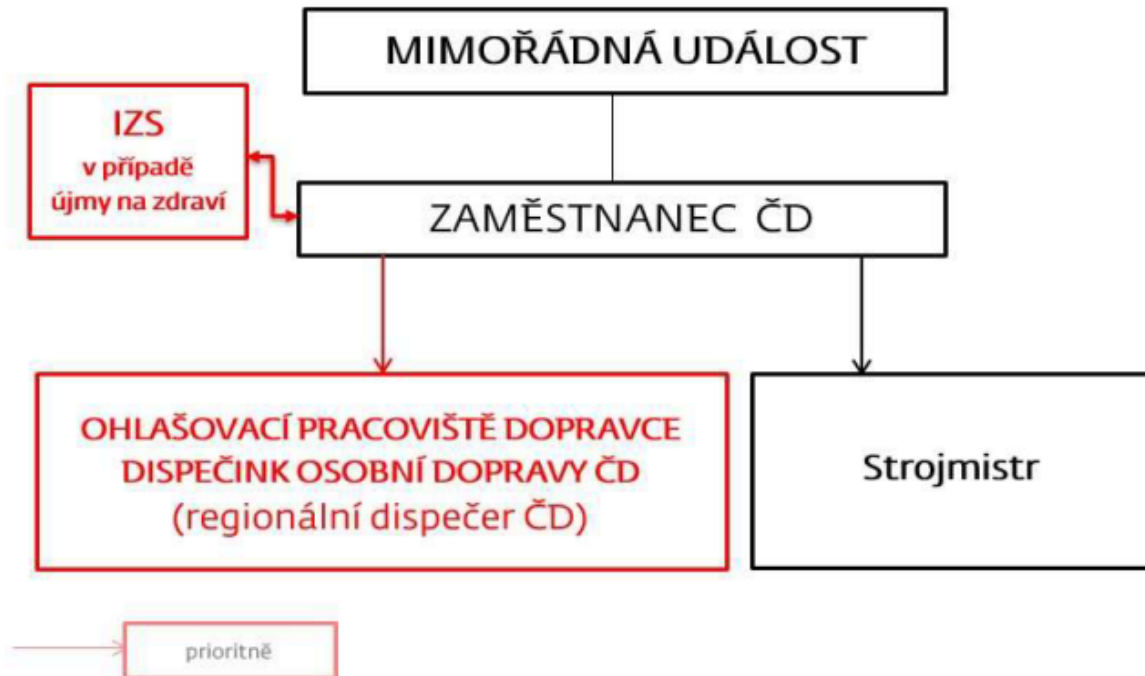 MIMOŘÁDNÁ UDÁLOST
IZS
v případě
újmy na zdraví
ZAMĚSTNANEC ČD
OHLAŠOVACÍ PRACOVIŠTĚ DOPRAVCE
DISPEČINK OSOBNÍ DOPRAVY ČD
(regionální dispečer ČD)
Strojmistr
prioritně